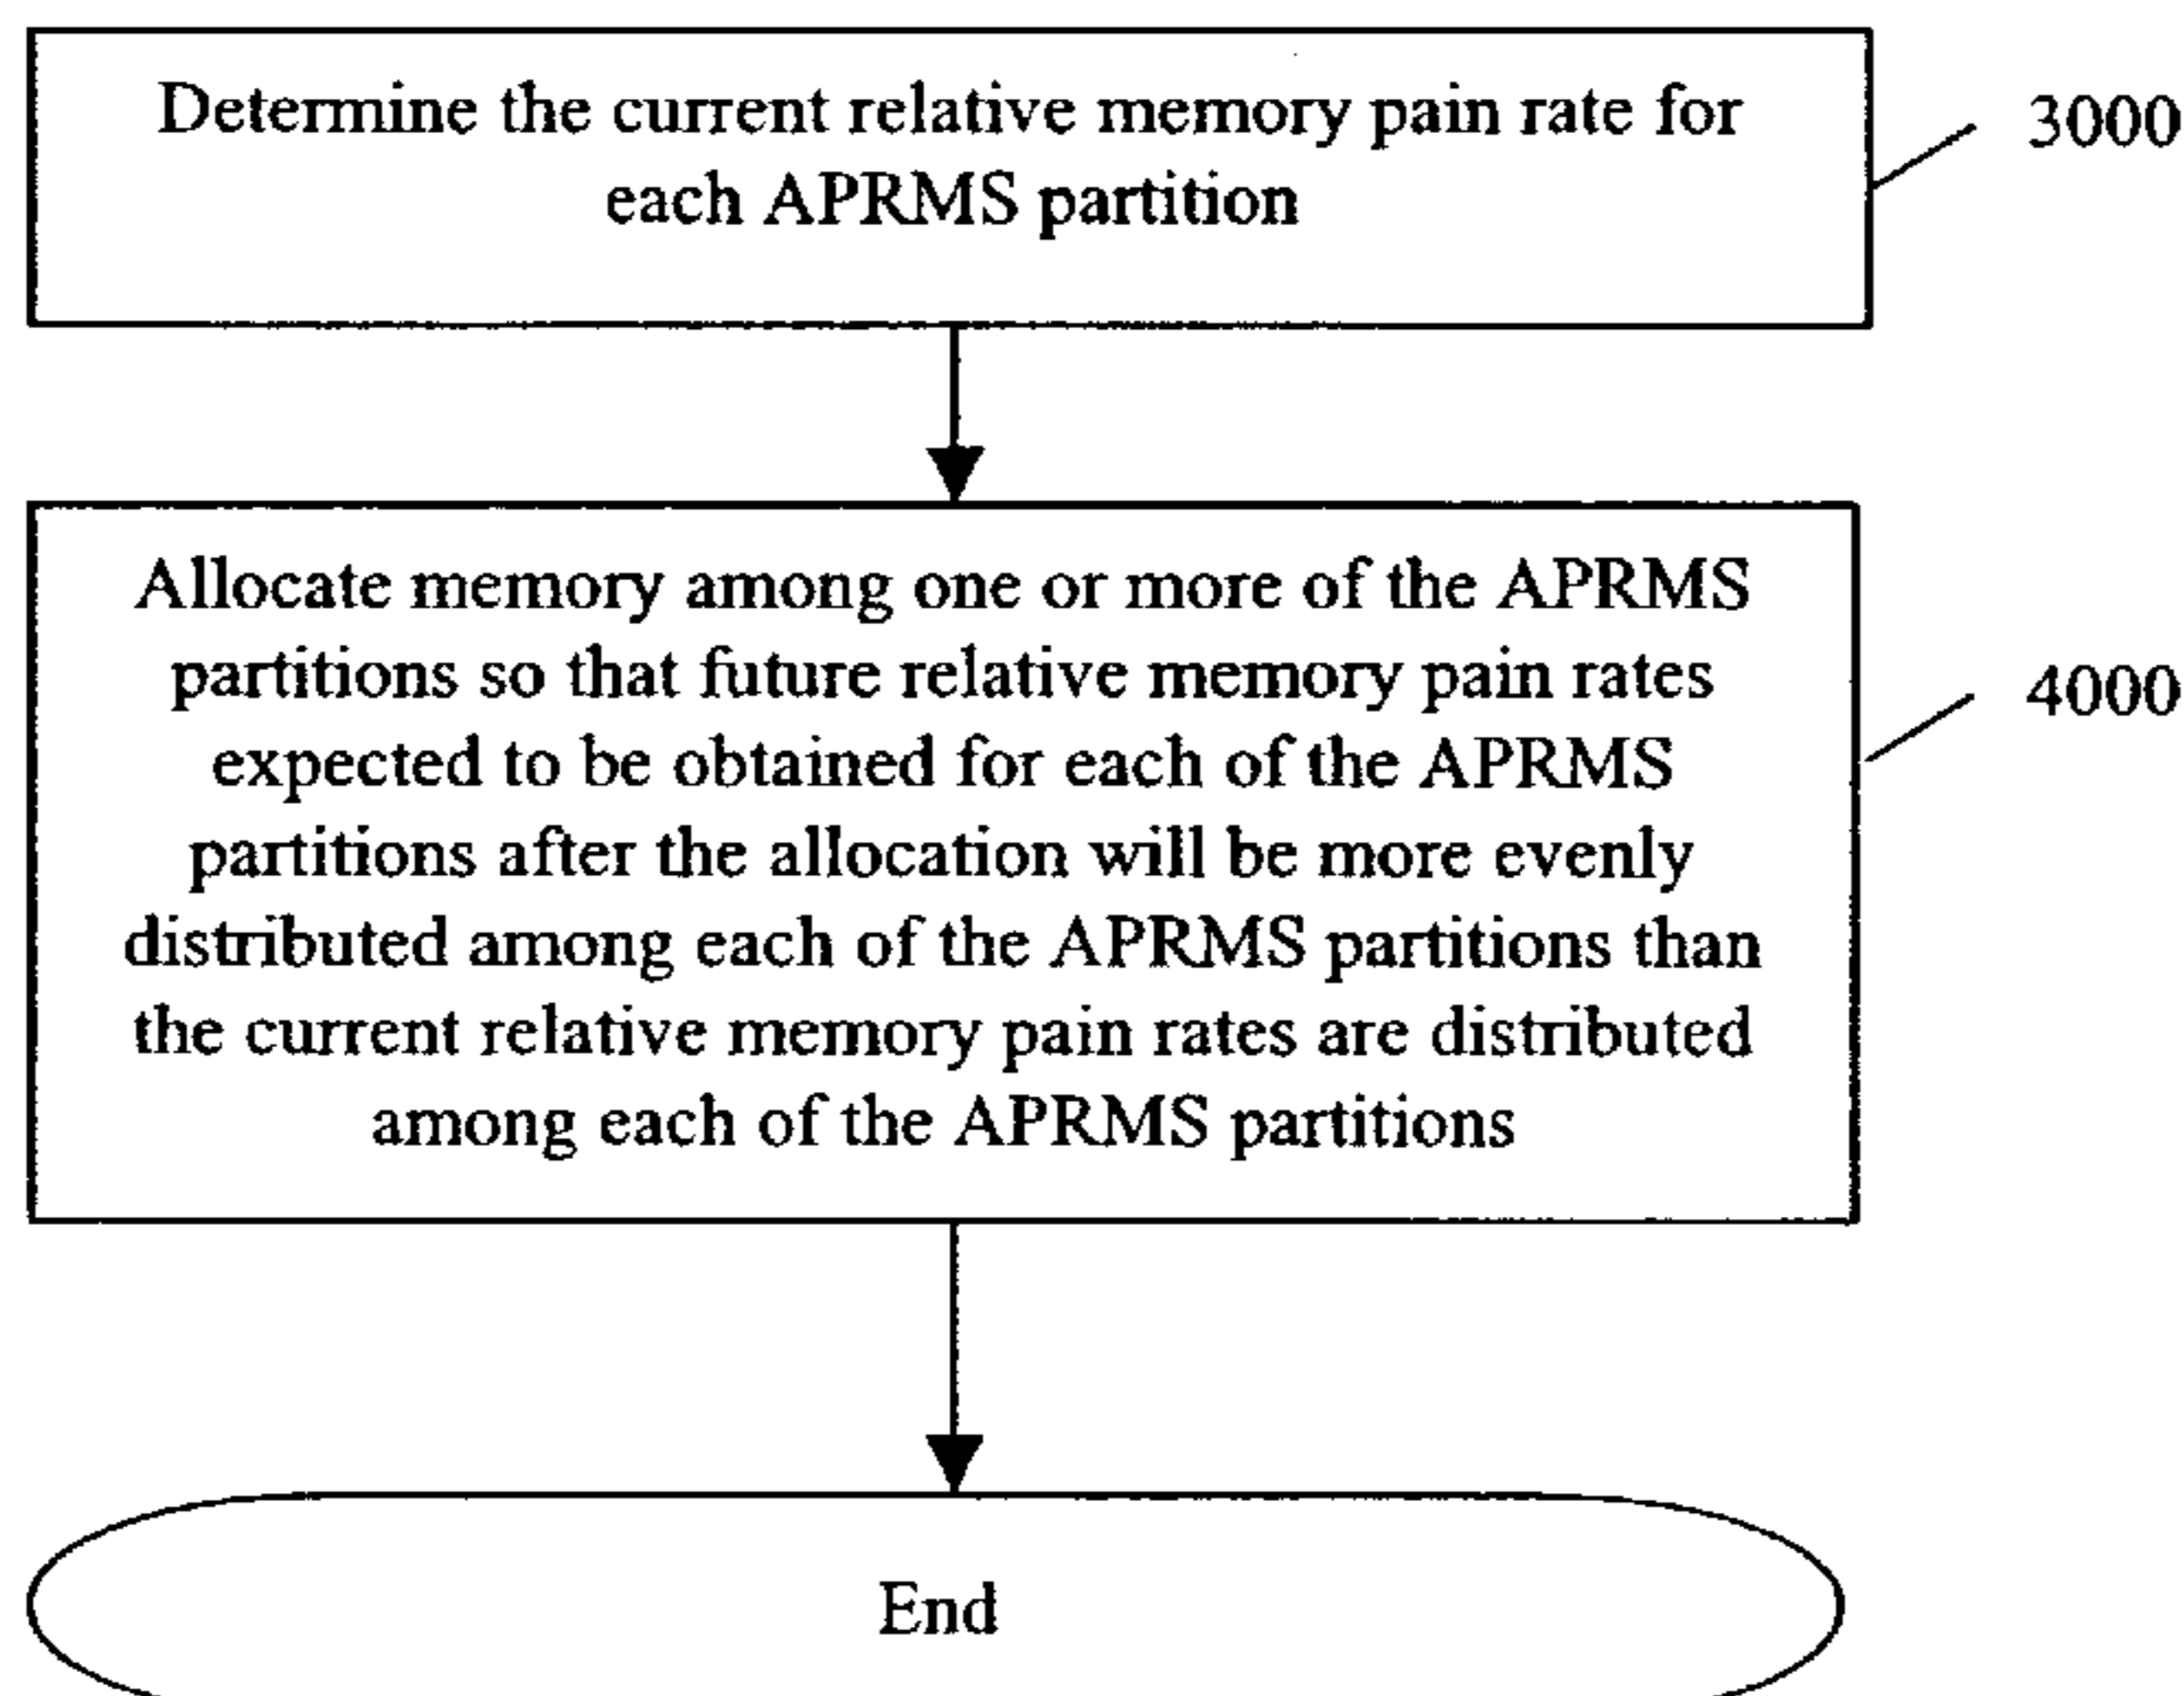 Determine the current relative memory pain rate for
each APRMS partition
3000
Allocate memory among one or more of the APRMS
partitions so that future relative memory pain rates
expected to be obtained for each of the APRMS
partitions after the allocation will be more evenly
distributed among each of the APRMS partitions than
the current relative memory pain rates are distributed
among each of the APRMS partitions
4000
End